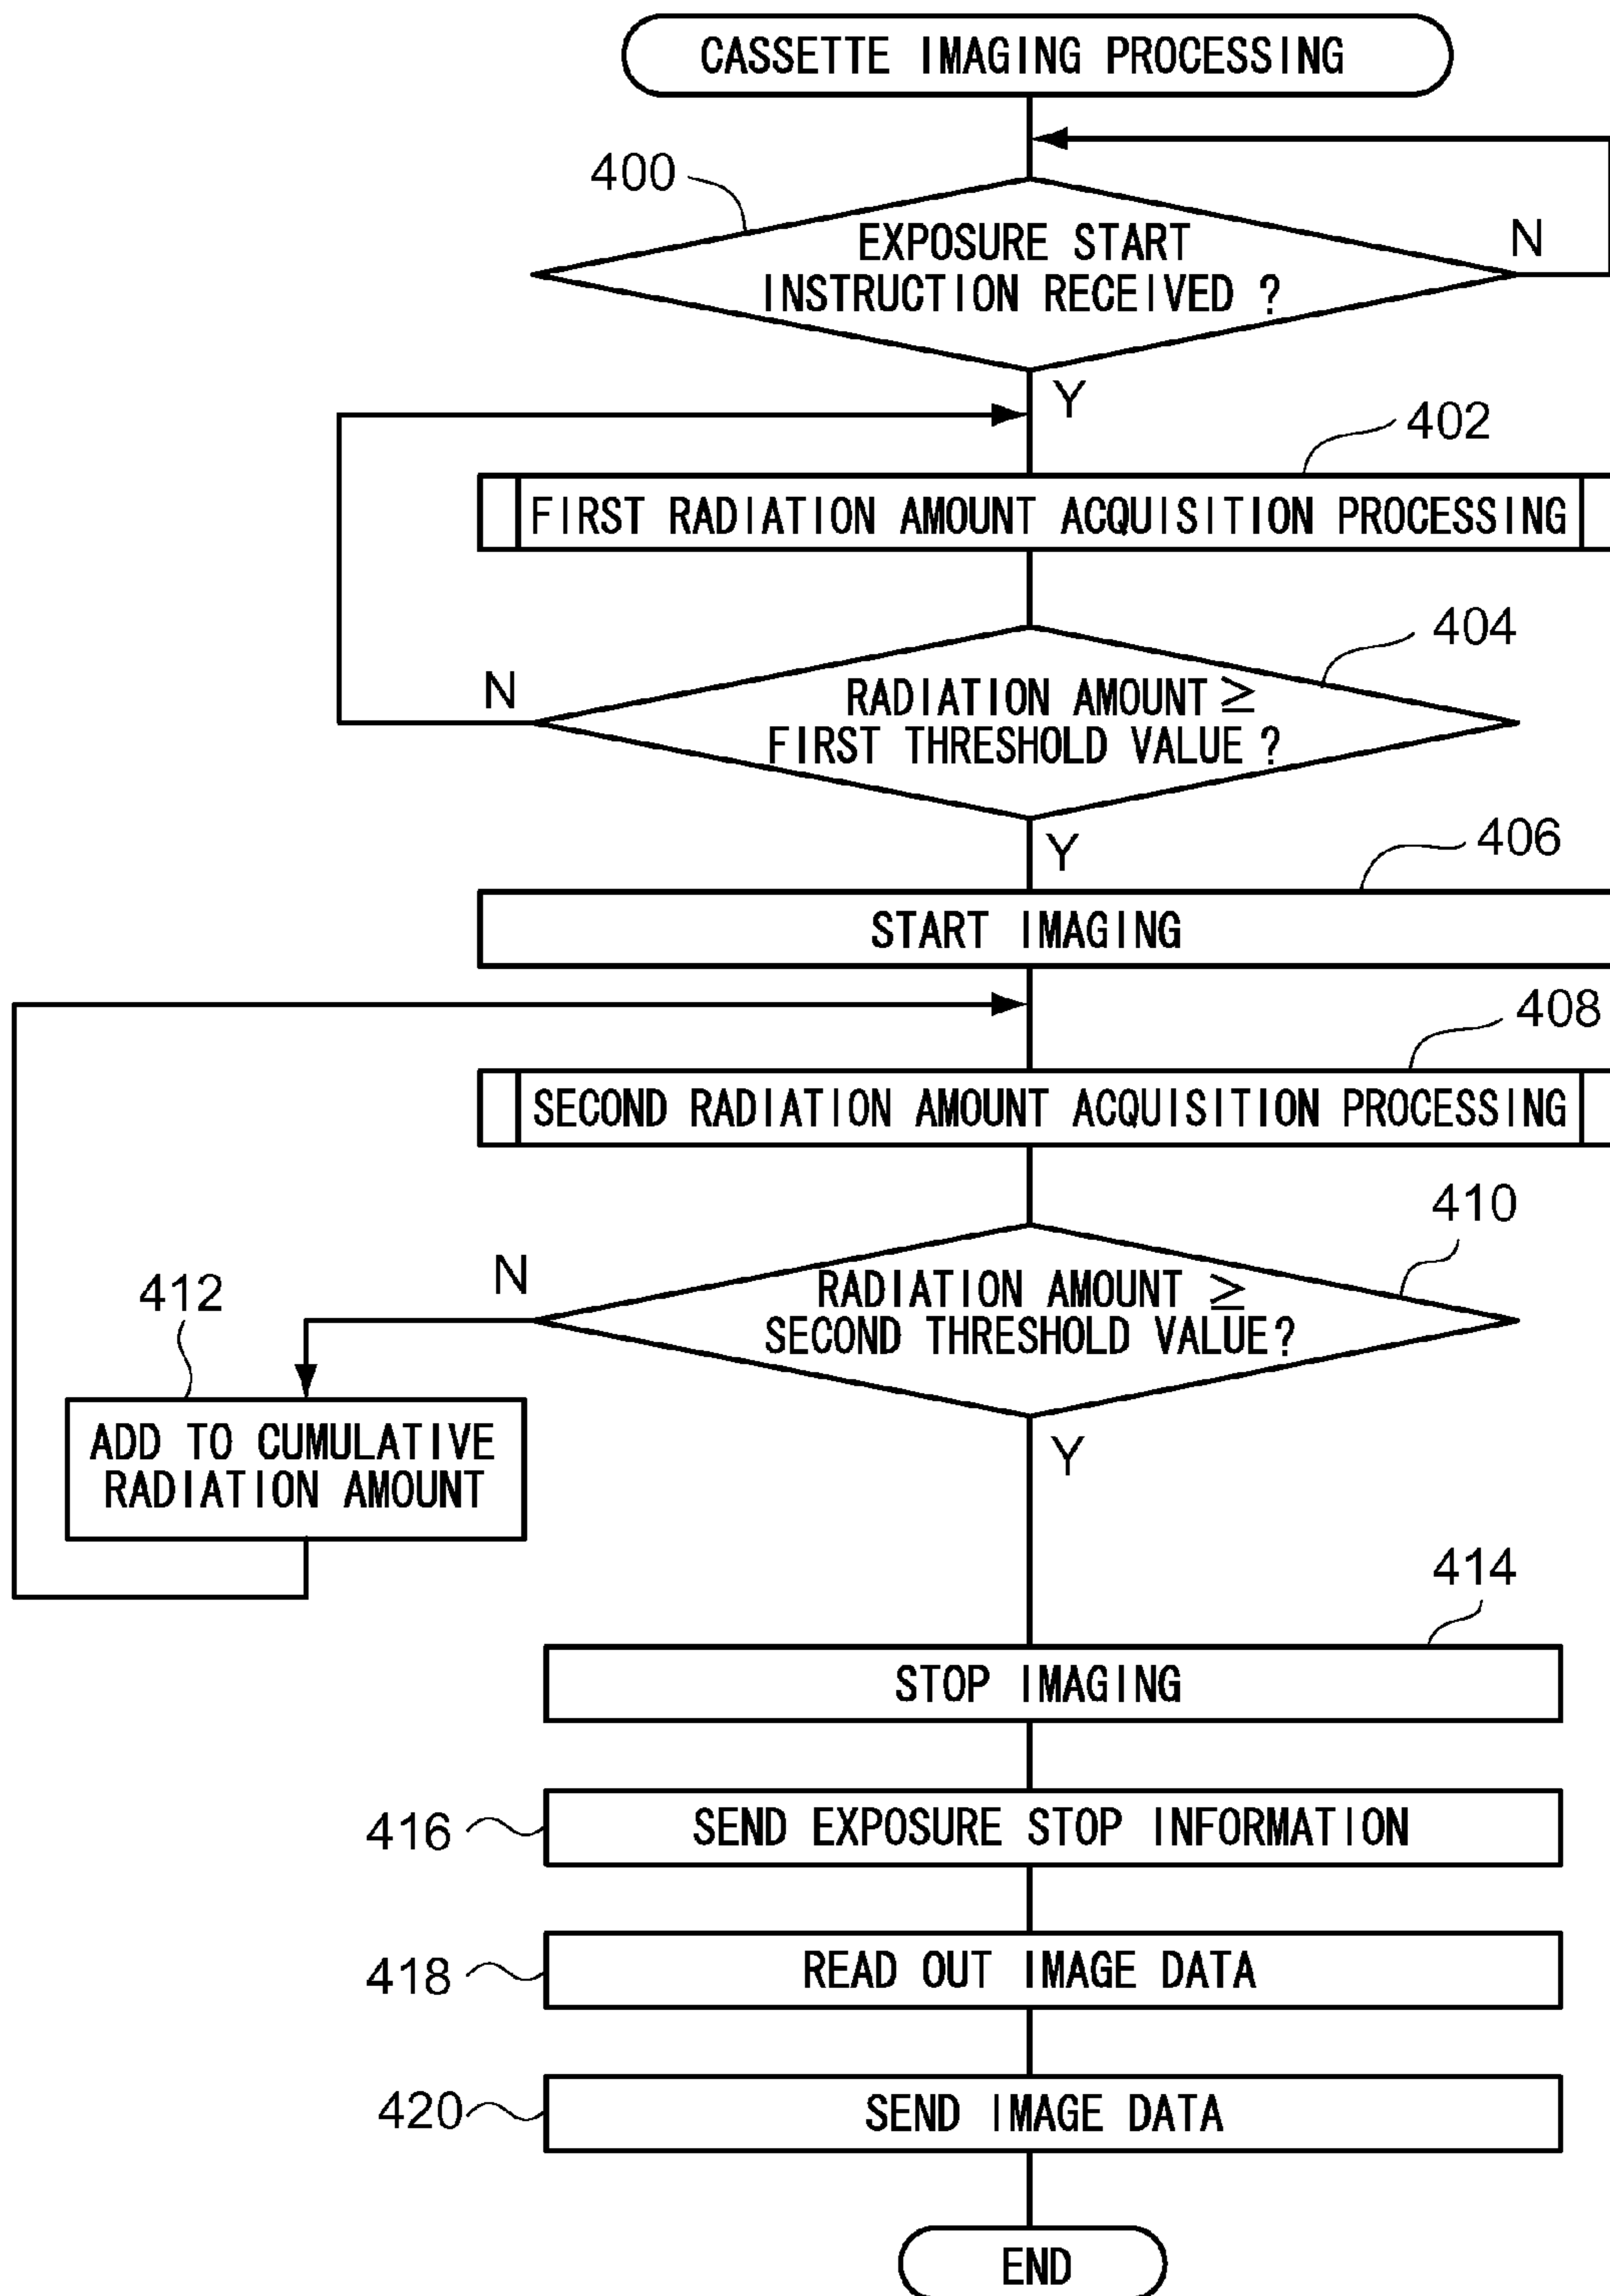 CASSETTE IMAGING PROCESSING
400
EXPOSURE START
INSTRUCTION RECEIVED ?
N
Y
402
FIRST RADIATION AMOUNT ACQUISITION PROCESSING
404
N
RADIATION AMOUNT ≥
FIRST THRESHOLD VALUE ?
Y
406
START IMAGING
408
SECOND RADIATION AMOUNT ACQUISITION PROCESSING
410
N
RADIATION AMOUNT ≥
SECOND THRESHOLD VALUE?
412
ADD TO CUMULATIVE
RADIATION AMOUNT
Y
414
STOP IMAGING
416
SEND EXPOSURE STOP INFORMATION
418
READ OUT IMAGE DATA
420
SEND IMAGE DATA
END